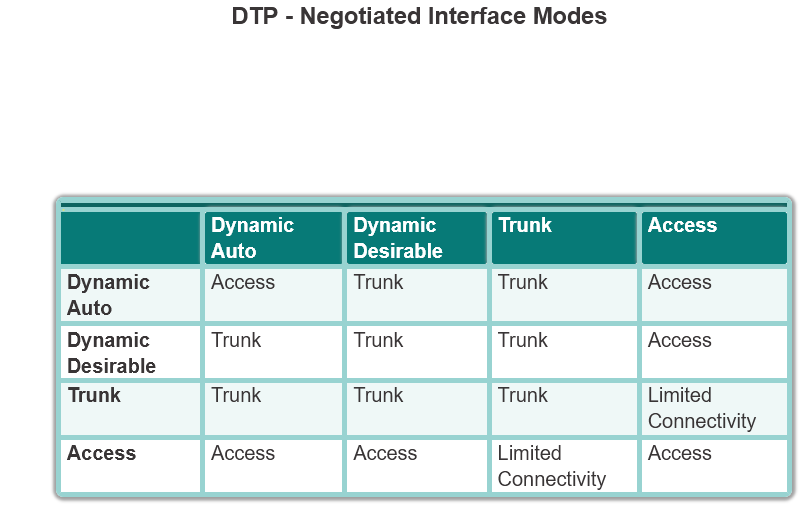 DTP - Negotiated Interface Modes
Dynamic Auto Dynamic Desirable Trunk Access
Dynamic Auto Access Trunk Trunk Access
Dynamic Desirable Trunk Trunk Trunk Access
Trunk Trunk Trunk Trunk Limited Connectivity
Access Access Access Limited Connectivity Access